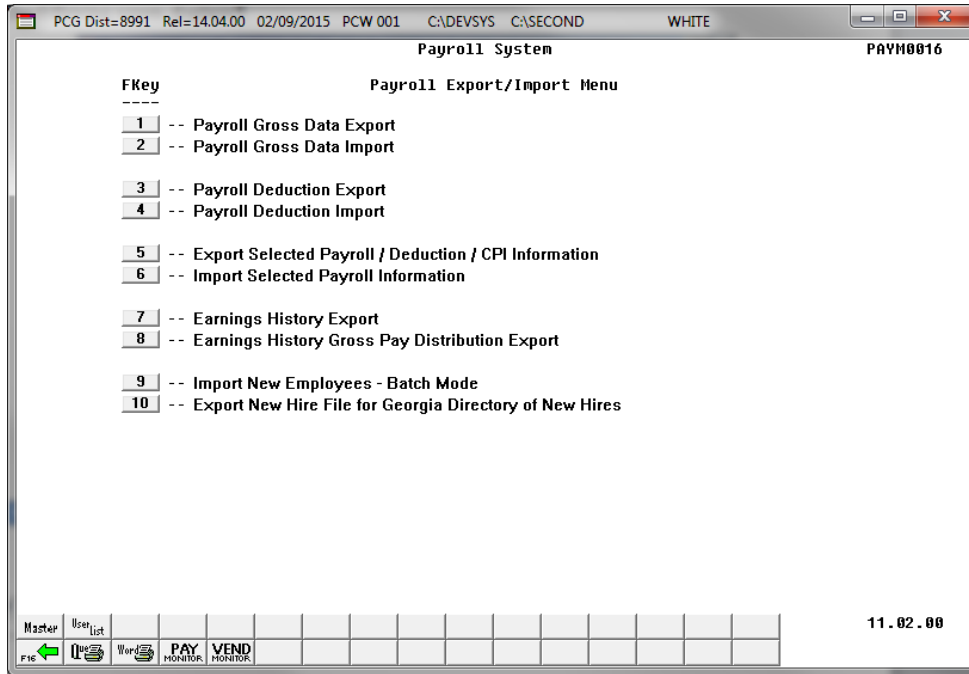 PCG Dist=8991 Rel=14.04.00 02/09/2015 PCW 001 C:\DEVSYS C:\SECOND WHITE
Payroll System PAYM0016
FKey Payroll Export/Import Menu
----
1 -- Payroll Gross Data Export
2 -- Payroll Gross Data Import
3 -- Payroll Deduction Export
4 -- Payroll Deduction Import
5 -- Export Selected Payroll / Deduction / CPI Information
6 -- Import Selected Payroll Information
7 -- Earnings History Export
8 -- Earnings History Gross Pay Distribution Export
9 -- Import New Employees - Batch Mode
10 -- Export New Hire File for Georgia Directory of New Hires
Master User List 11.02.00
F16 Que Word PAY MONITOR VEND MONITOR